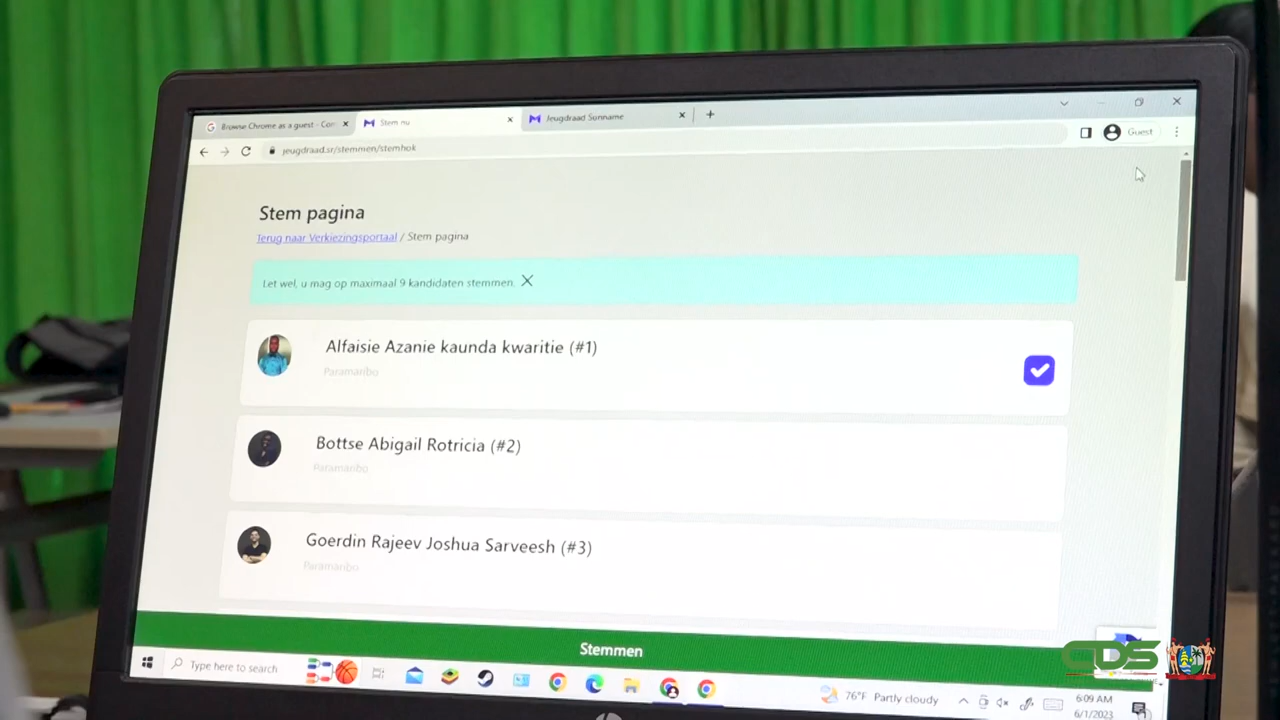 Browse Chrome as a guest - Con
Stem nu
Jeugdraad Suriname
Guest
jeugdraad.sr/stemmen/stemhok
Stem pagina
Terug naar Verkiezingsportaal / Stem pagina
Let wel, u mag op maximaal 9 kandidaten stemmen.
Alfaisie Azanie kaunda kwaritie (#1)
Paramaribo
Bottse Abigail Rotricia (#2)
Paramaribo
Goerdin Rajeev Joshua Sarveesh (#3)
Paramaribo
Stemmen
CDS
Type here to search
76°F Partly cloudy
6:09 AM
6/1/2023